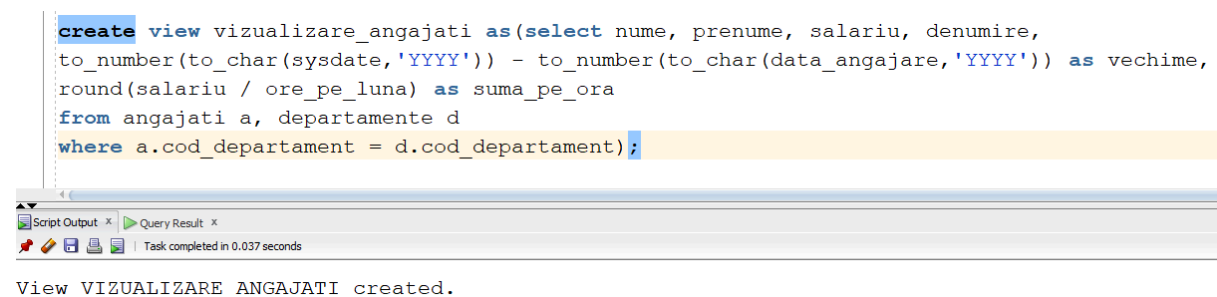 create view vizualizare_angajati as(select nume, prenume, salariu, denumire,
to_number(to_char(sysdate,'YYYY')) - to_number(to_char(data_angajare,'YYYY')) as vechime,
round(salariu / ore_pe_luna) as suma_pe_ora
from angajati a, departamente d
where a.cod_departament = d.cod_departament);
Script Output x Query Result x
Task completed in 0.037 seconds
View VIZUALIZARE ANGAJATI created.